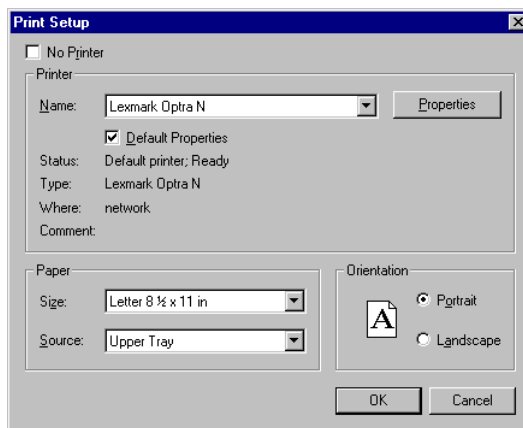 Print Setup
No Printer
Printer
Name: Lexmark Optra N Properties
Default Properties
Status: Default printer; Ready
Type: Lexmark Optra N
Where: network
Comment:
Paper
Size: Letter 8 ½ x 11 in
Source: Upper Tray
Orientation
A
Portrait
Landscape
OK Cancel